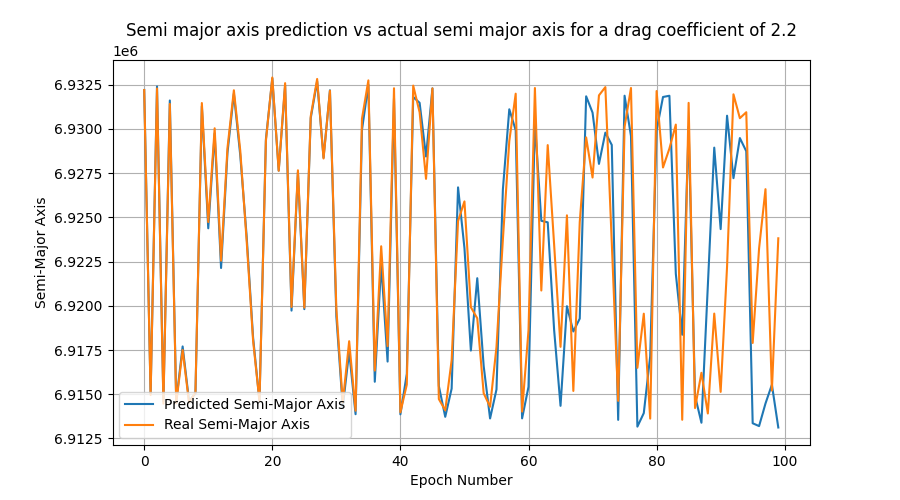 Semi major axis prediction vs actual semi major axis for a drag coefficient of 2.2
1e6
6.9325
6.9300
6.9275
6.9250
6.9225
6.9200
6.9175
6.9150
6.9125
Semi-Major Axis
Predicted Semi-Major Axis
Real Semi-Major Axis
0 20 40 60 80 100
Epoch Number